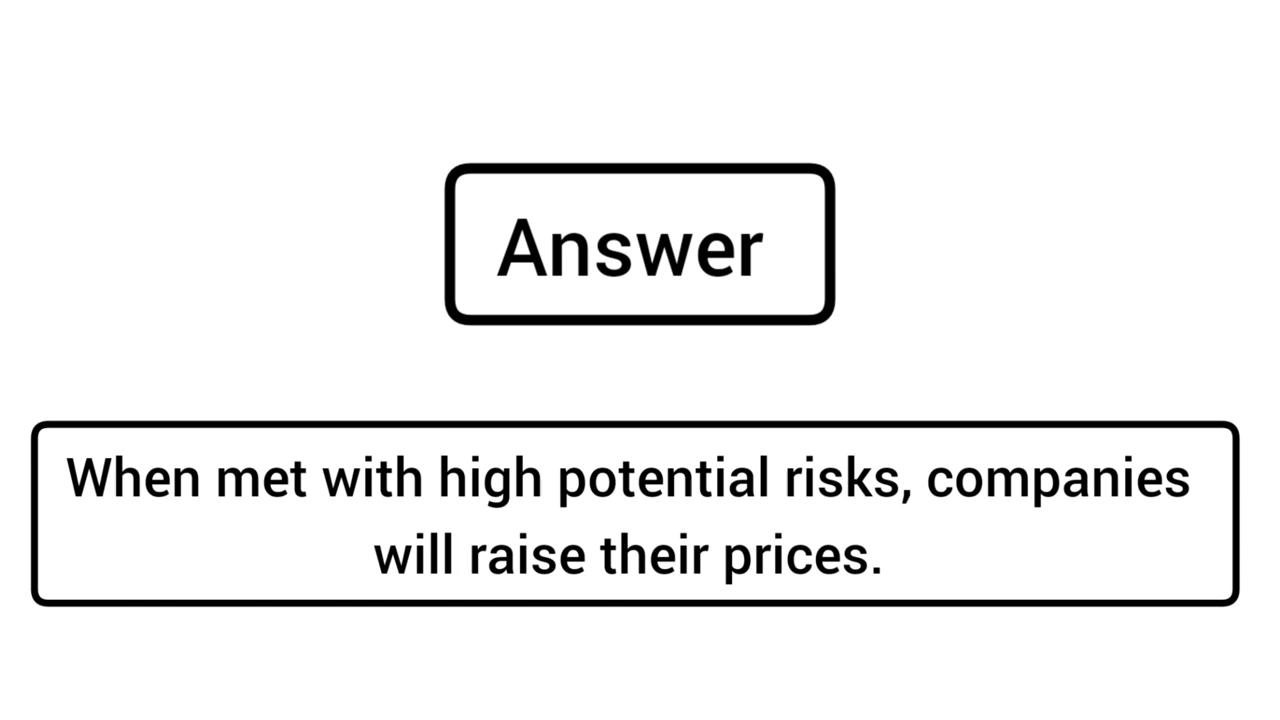 Answer
When met with high potential risks, companies
will raise their prices.